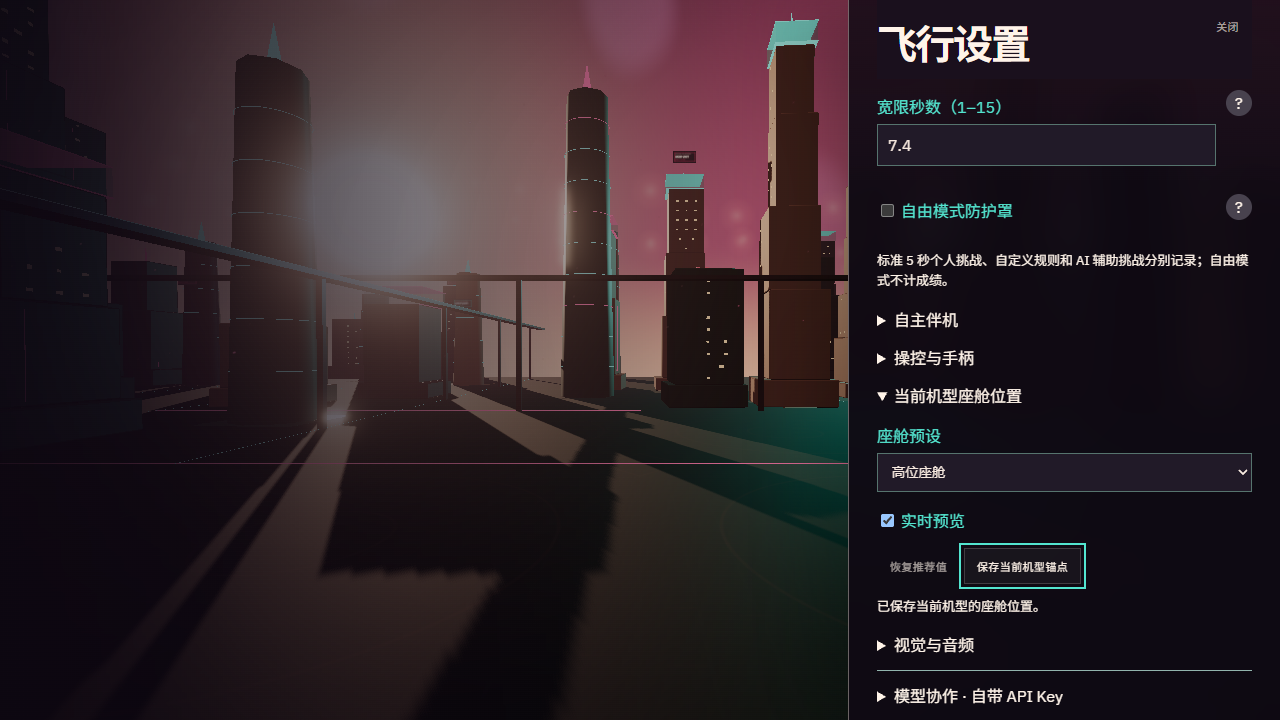 飞行设置
关闭
宽限秒数（1–15）
?
7.4
自由模式防护罩
?
标准 5 秒个人挑战、自定义规则和 AI 辅助挑战分别记录；自由模
式不计成绩。
自主伴机
操控与手柄
当前机型座舱位置
座舱预设
高位座舱
实时预览
恢复推荐值
保存当前机型锚点
已保存当前机型的座舱位置。
视觉与音频
模型协作 · 自带 API Key